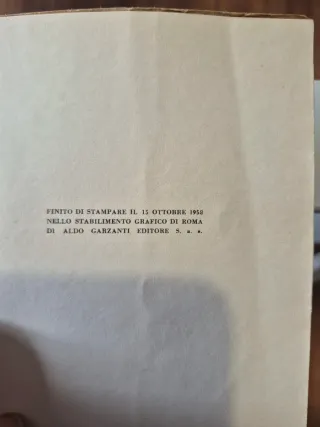 FINITO DI STAMPARE IL 15 OTTOBRE 1958
NELLO STABILIMENTO GRAFICO DI ROMA
DI ALDO GARZANTI EDITORE S. a. s.